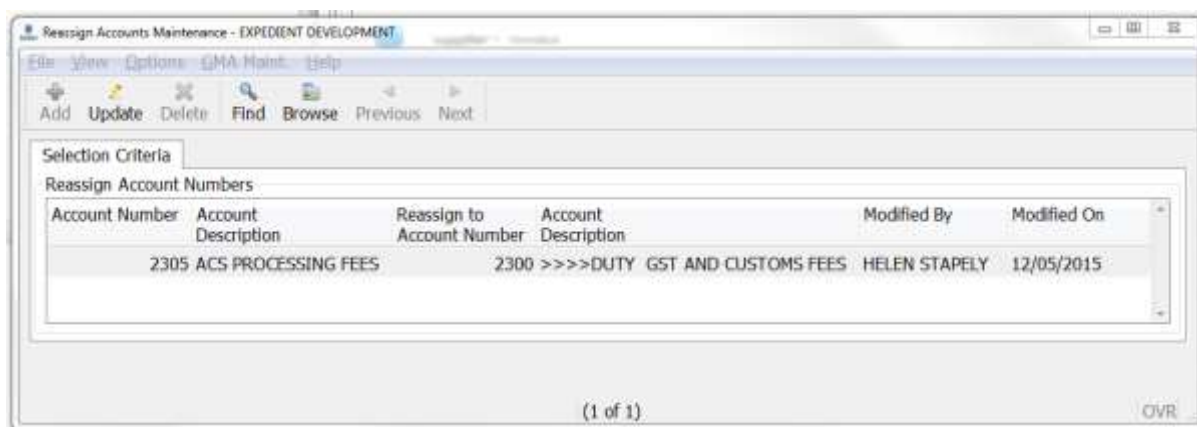 Reassign Accounts Maintenance - EXPEDIENT DEVELOPMENT
File View Options GMA Maint. Help
Add Update Delete Find Browse Previous Next
Selection Criteria
Reassign Account Numbers
Account Number Account Description Reassign to Account Number Account Description Modified By Modified On
2305 ACS PROCESSING FEES 2300 >>>>DUTY GST AND CUSTOMS FEES HELEN STAPELY 12/05/2015
(1 of 1) OVR